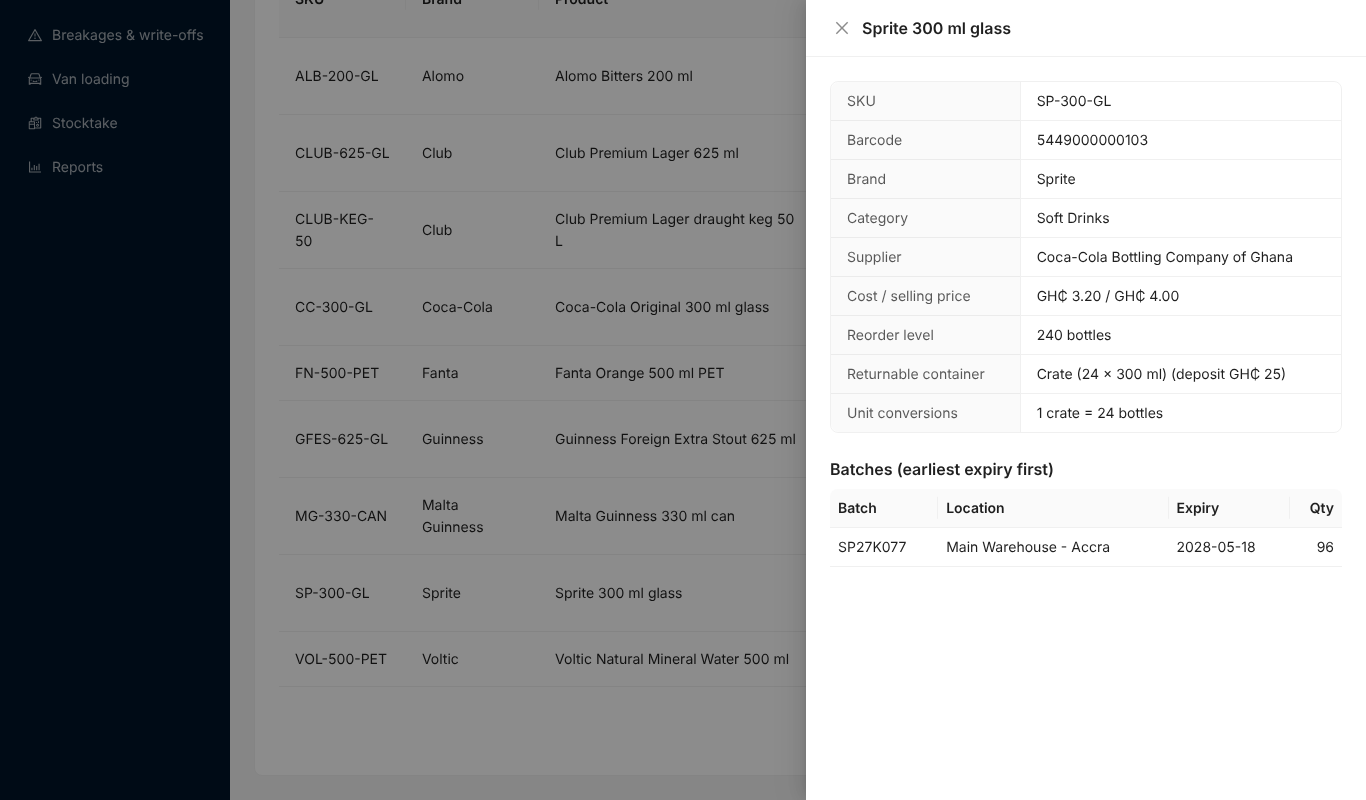 Breakages & write-offs
Van loading
Stocktake
Reports
SKU Brand Product
ALB-200-GL Alomo Alomo Bitters 200 ml
CLUB-625-GL Club Club Premium Lager 625 ml
CLUB-KEG-
50 Club Club Premium Lager draught keg 50
L
CC-300-GL Coca-Cola Coca-Cola Original 300 ml glass
FN-500-PET Fanta Fanta Orange 500 ml PET
GFES-625-GL Guinness Guinness Foreign Extra Stout 625 ml
MG-330-CAN Malta
Guinness Malta Guinness 330 ml can
SP-300-GL Sprite Sprite 300 ml glass
VOL-500-PET Voltic Voltic Natural Mineral Water 500 ml
Sprite 300 ml glass
SKU SP-300-GL
Barcode 5449000000103
Brand Sprite
Category Soft Drinks
Supplier Coca-Cola Bottling Company of Ghana
Cost / selling price GH₵ 3.20 / GH₵ 4.00
Reorder level 240 bottles
Returnable container Crate (24 × 300 ml) (deposit GH₵ 25)
Unit conversions 1 crate = 24 bottles
Batches (earliest expiry first)
Batch Location Expiry Qty
SP27K077 Main Warehouse - Accra 2028-05-18 96